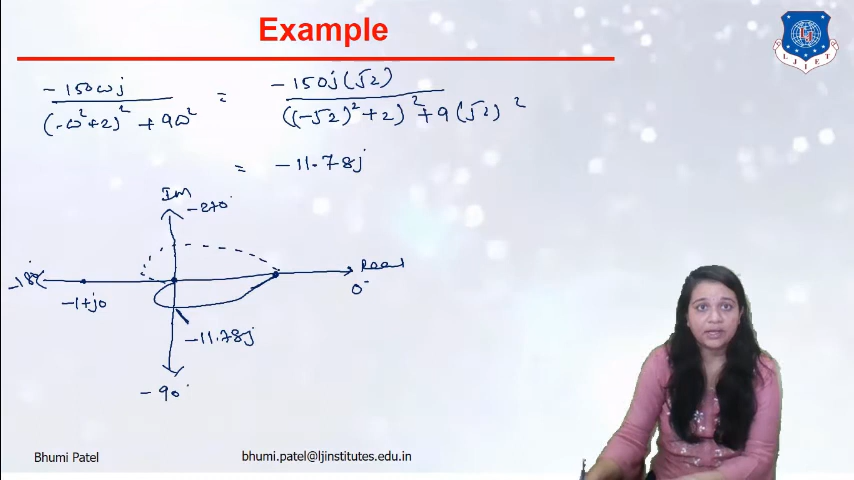 Example
LJIET
-150ωj / (-ω²+2)² + 9ω² = -150j(√2) / ((-√2)²+2)² + 9(√2)²
= -11.78j
Im
-270°
-180°
-1+j0
Real
0°
-11.78j
-90°
Bhumi Patel
bhumi.patel@ljinstitutes.edu.in